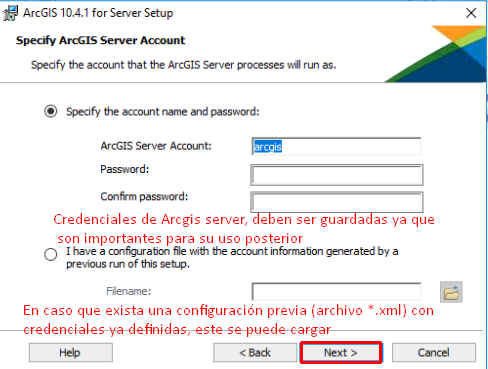 ArcGIS 10.4.1 for Server Setup
Specify ArcGIS Server Account
Specify the account that the ArcGIS Server processes will run as.
Specify the account name and password:
ArcGIS Server Account:
arcgis
Password:
Confirm password:
Credenciales de Arcgis server, deben ser guardadas ya que
son importantes para su uso posterior
I have a configuration file with the account information generated by a
previous run of this setup.
Filename:
En caso que exista una configuración previa (archivo *.xml) con
credenciales ya definidas, este se puede cargar
Help
< Back
Next >
Cancel